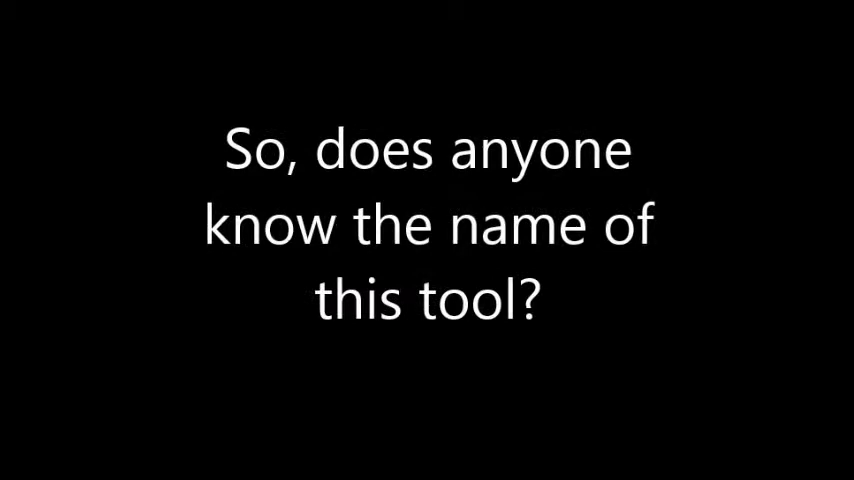 So, does anyone
know the name of
this tool?